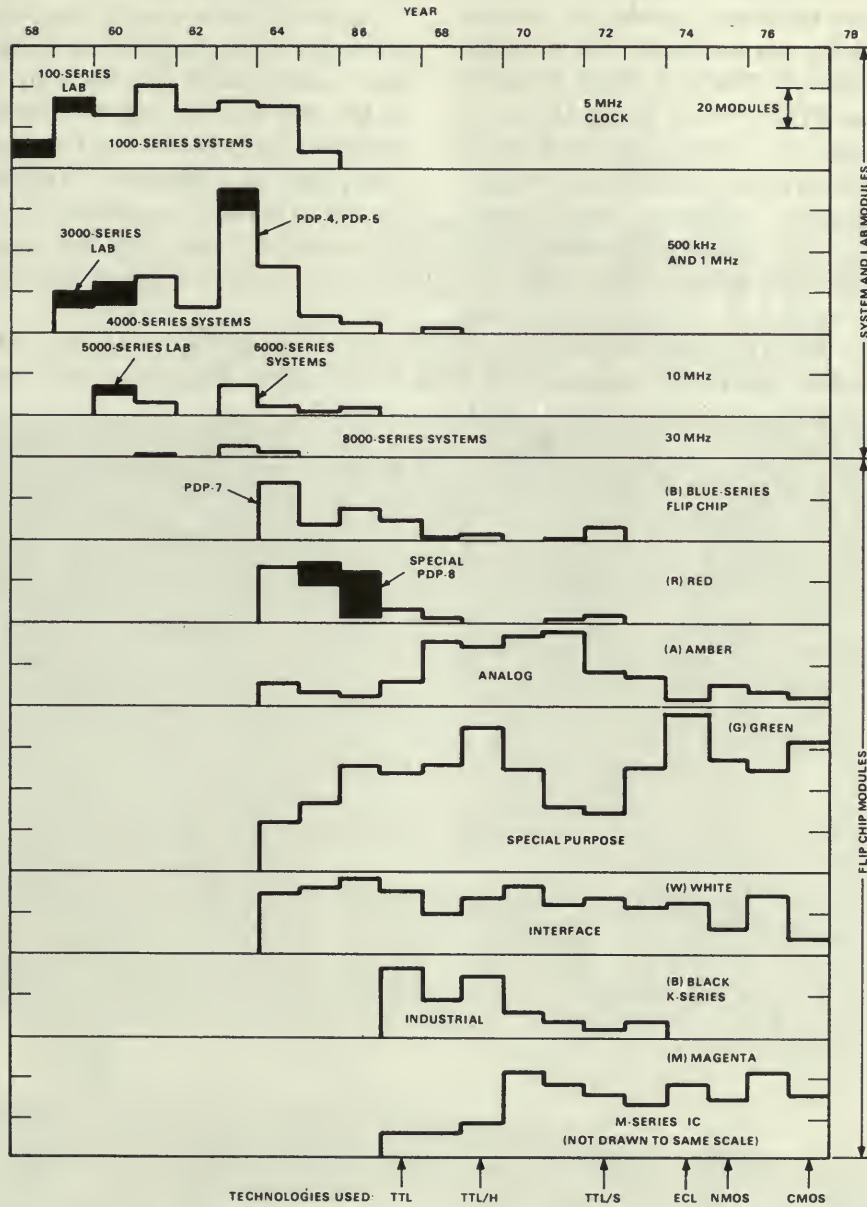 YEAR
58 60 62 64 66 68 70 72 74 76 78
100-SERIES
LAB
1000-SERIES SYSTEMS
5 MHz
CLOCK
20 MODULES
3000-SERIES
LAB
PDP-4, PDP-5
4000-SERIES SYSTEMS
500 kHz
AND 1 MHz
5000-SERIES LAB
6000-SERIES
SYSTEMS
10 MHz
8000-SERIES SYSTEMS
30 MHz
SYSTEM AND LAB MODULES
PDP-7
(B) BLUE-SERIES
FLIP CHIP
SPECIAL
PDP-8
(R) RED
(A) AMBER
ANALOG
(G) GREEN
SPECIAL PURPOSE
(W) WHITE
INTERFACE
(B) BLACK
K-SERIES
INDUSTRIAL
(M) MAGENTA
M-SERIES IC
(NOT DRAWN TO SAME SCALE)
FLIP CHIP MODULES
TECHNOLOGIES USED: TTL TTL/H TTL/S ECL NMOS CMOS